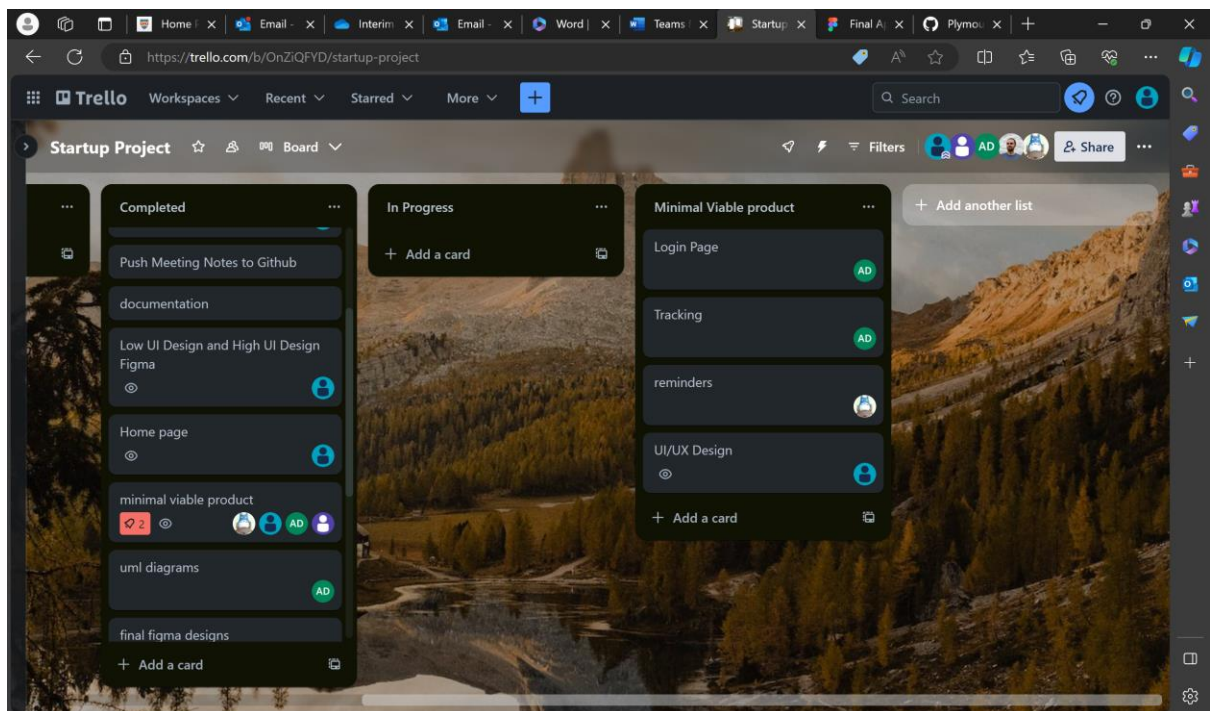 Home F
Email -
Interim
Email -
Word |
Teams
Startup
Final A
Plymou
https://trello.com/b/OnZiQFYD/startup-project
Trello
Workspaces
Recent
Starred
More
+
Search
Startup Project
Board
Filters
AD
Share
Completed
Push Meeting Notes to Github
documentation
Low UI Design and High UI Design
Figma
Home page
minimal viable product
2
AD
uml diagrams
AD
final figma designs
+ Add a card
In Progress
+ Add a card
Minimal Viable product
Login Page
AD
Tracking
AD
reminders
UI/UX Design
+ Add a card
+ Add another list